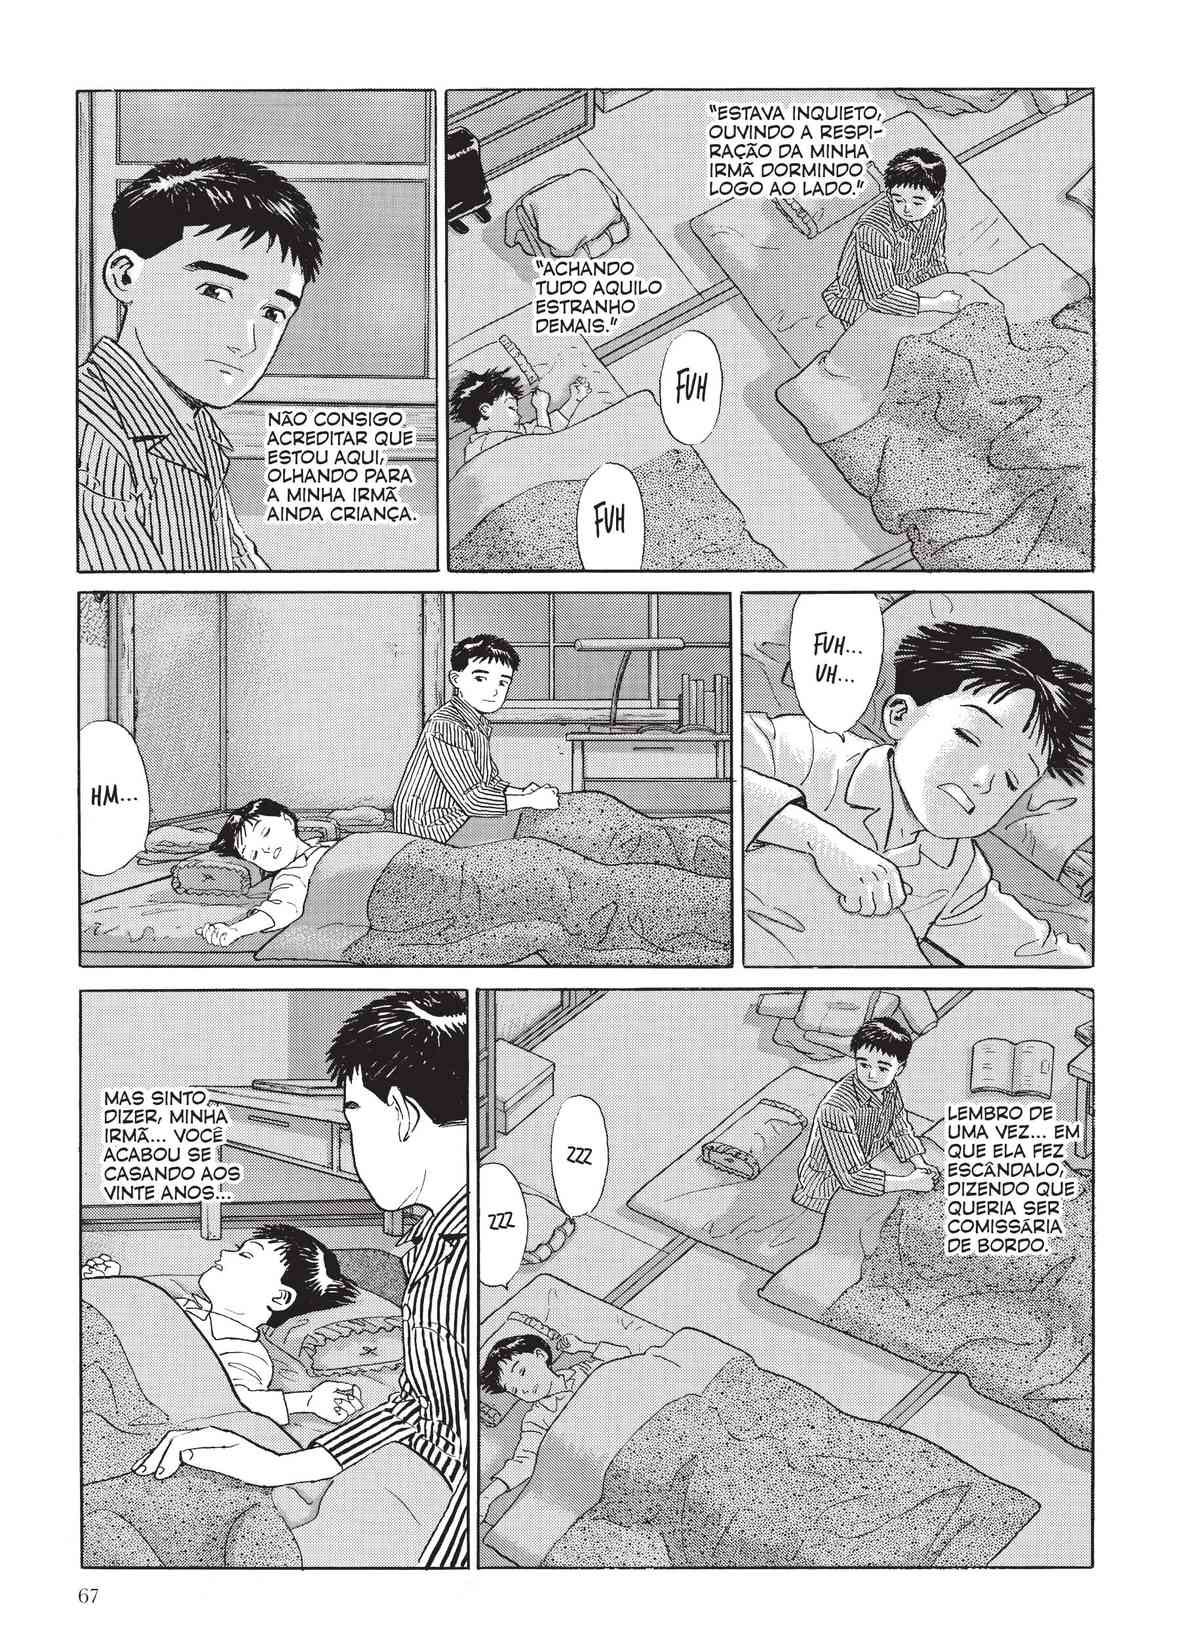 "ESTAVA INQUIETO,
OUVINDO A RESPI-
RAÇÃO DA MINHA
IRMÃ DORMINDO
LOGO AO LADO."
"ACHANDO
TUDO AQUILO
ESTRANHO
DEMAIS."
FUH
FUH
NÃO CONSIGO
ACREDITAR QUE
ESTOU AQUI,
OLHANDO PARA
A MINHA IRMÃ
AINDA CRIANÇA.
FUH...
UH...
HM...
LEMBRO DE
UMA VEZ... EM
QUE ELA FEZ
ESCÂNDALO,
DIZENDO QUE
QUERIA SER
COMISSÁRIA
DE BORDO.
ZZZ
ZZZ
MAS SINTO
DIZER, MINHA
IRMÃ... VOCÊ
ACABOU SE
CASANDO AOS
VINTE ANOS...
67